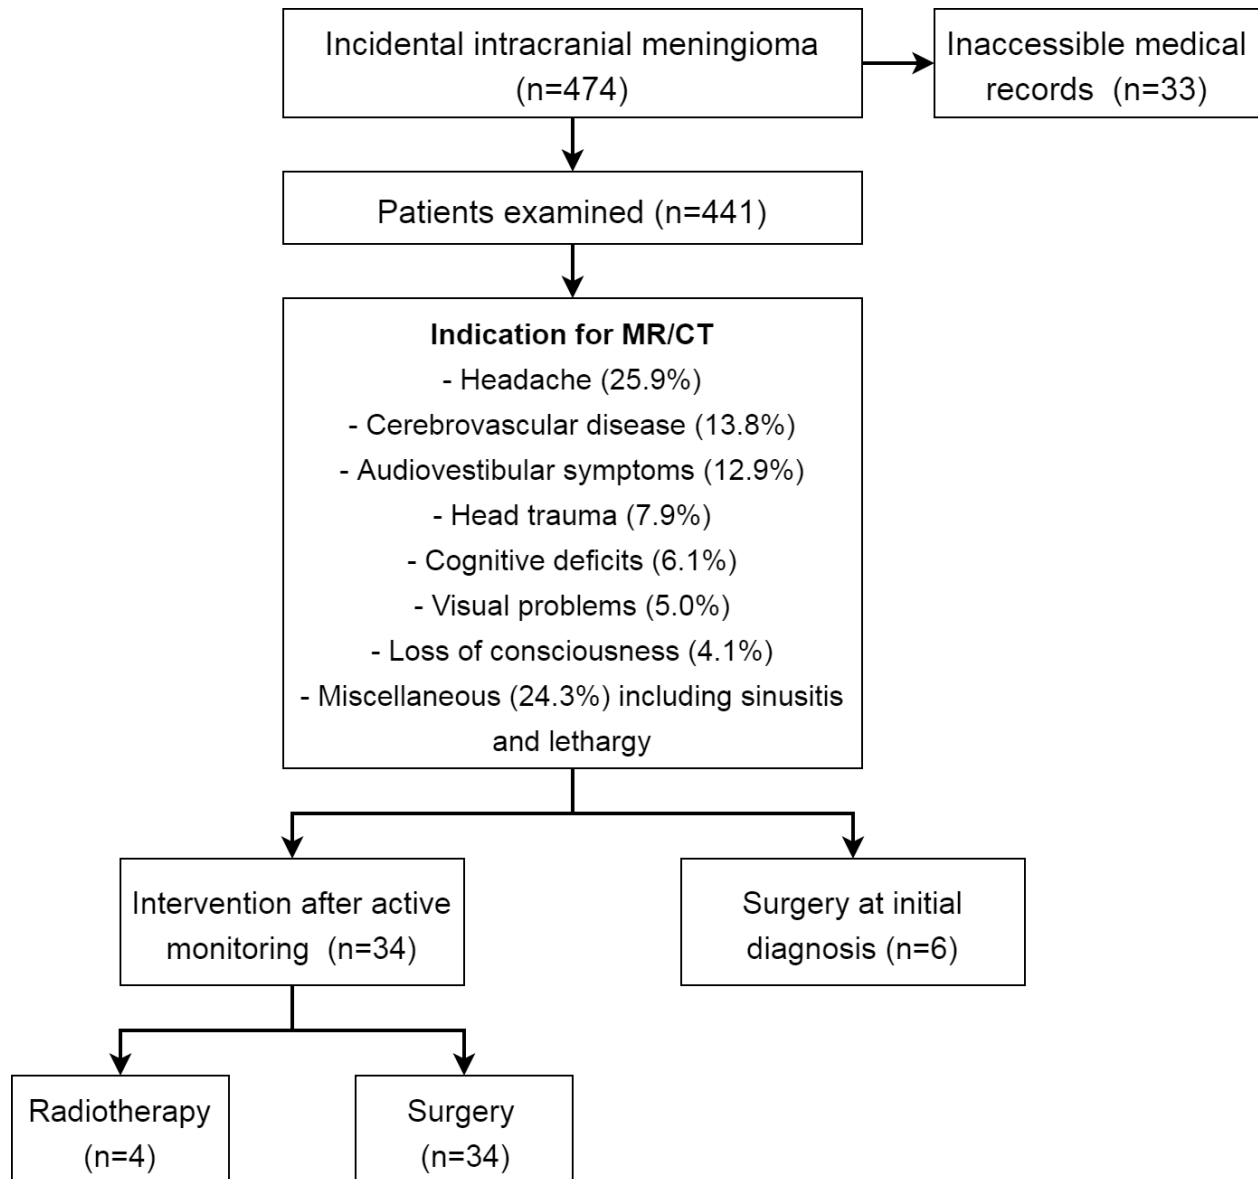 Incidental intracranial meningioma
(n=474)
Inaccessible medical
records  (n=33)
Patients examined (n=441)
Indication for MR/CT
- Headache (25.9%)
- Cerebrovascular disease (13.8%)
- Audiovestibular symptoms (12.9%)
- Head trauma (7.9%)
- Cognitive deficits (6.1%)
- Visual problems (5.0%)
- Loss of consciousness (4.1%)
- Miscellaneous (24.3%) including sinusitis
and lethargy
Intervention after active
monitoring  (n=34)
Surgery at initial
diagnosis (n=6)
Radiotherapy
(n=4)
Surgery
(n=34)